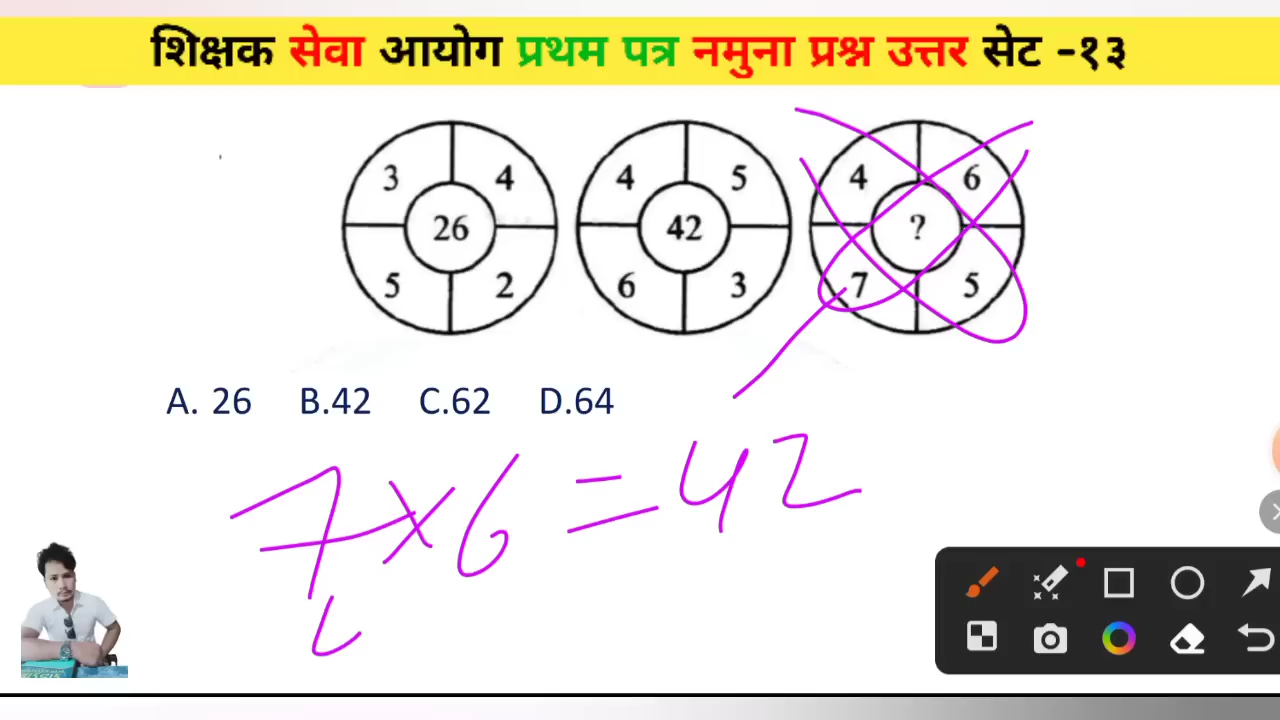 शिक्षक सेवा आयोग प्रथम पत्र नमुना प्रश्न उत्तर सेट -१३
3 4 4 5 4 6
26 42 ?
5 2 6 3 7 5
A. 26 B.42 C.62 D.64
7×6=42